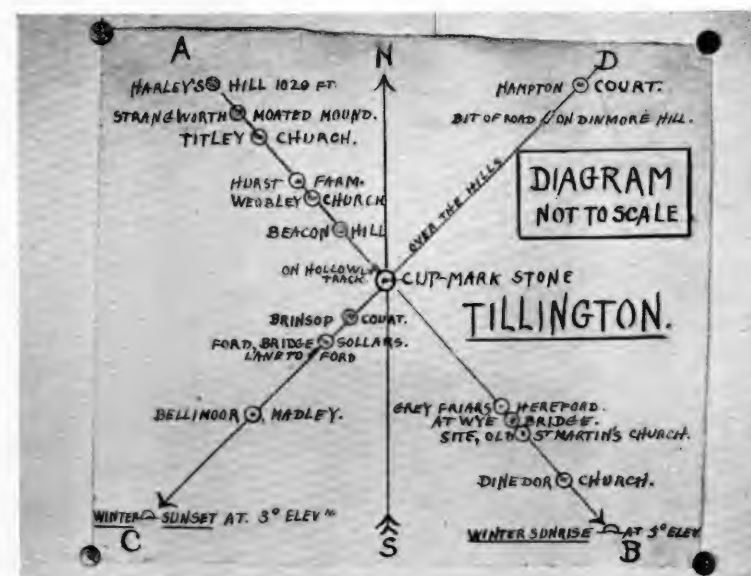 A
N
D
HARLEY'S HILL 1020 FT.
HAMPTON COURT.
STRANGWORTH MOATED MOUND.
BIT OF ROAD ON DINMORE HILL.
TITLEY CHURCH.
OVER THE HILLS
DIAGRAM
NOT TO SCALE
HURST FARM.
WEOBLEY CHURCH
BEACON HILL
ON HOLLOW
TRACK.
CUP-MARK STONE
TILLINGTON.
BRINSOP COURT.
FORD, BRIDGE SOLLARS.
LANE TO FORD
BELLIMOOR, MADLEY.
GREY FRIARS HEREFORD.
AT WYE BRIDGE.
SITE, OLD ST MARTIN'S CHURCH.
DINEDOR CHURCH.
WINTER SUNSET AT. 3° ELEVN.
C
S
WINTER SUNRISE AT 5° ELEV.
B